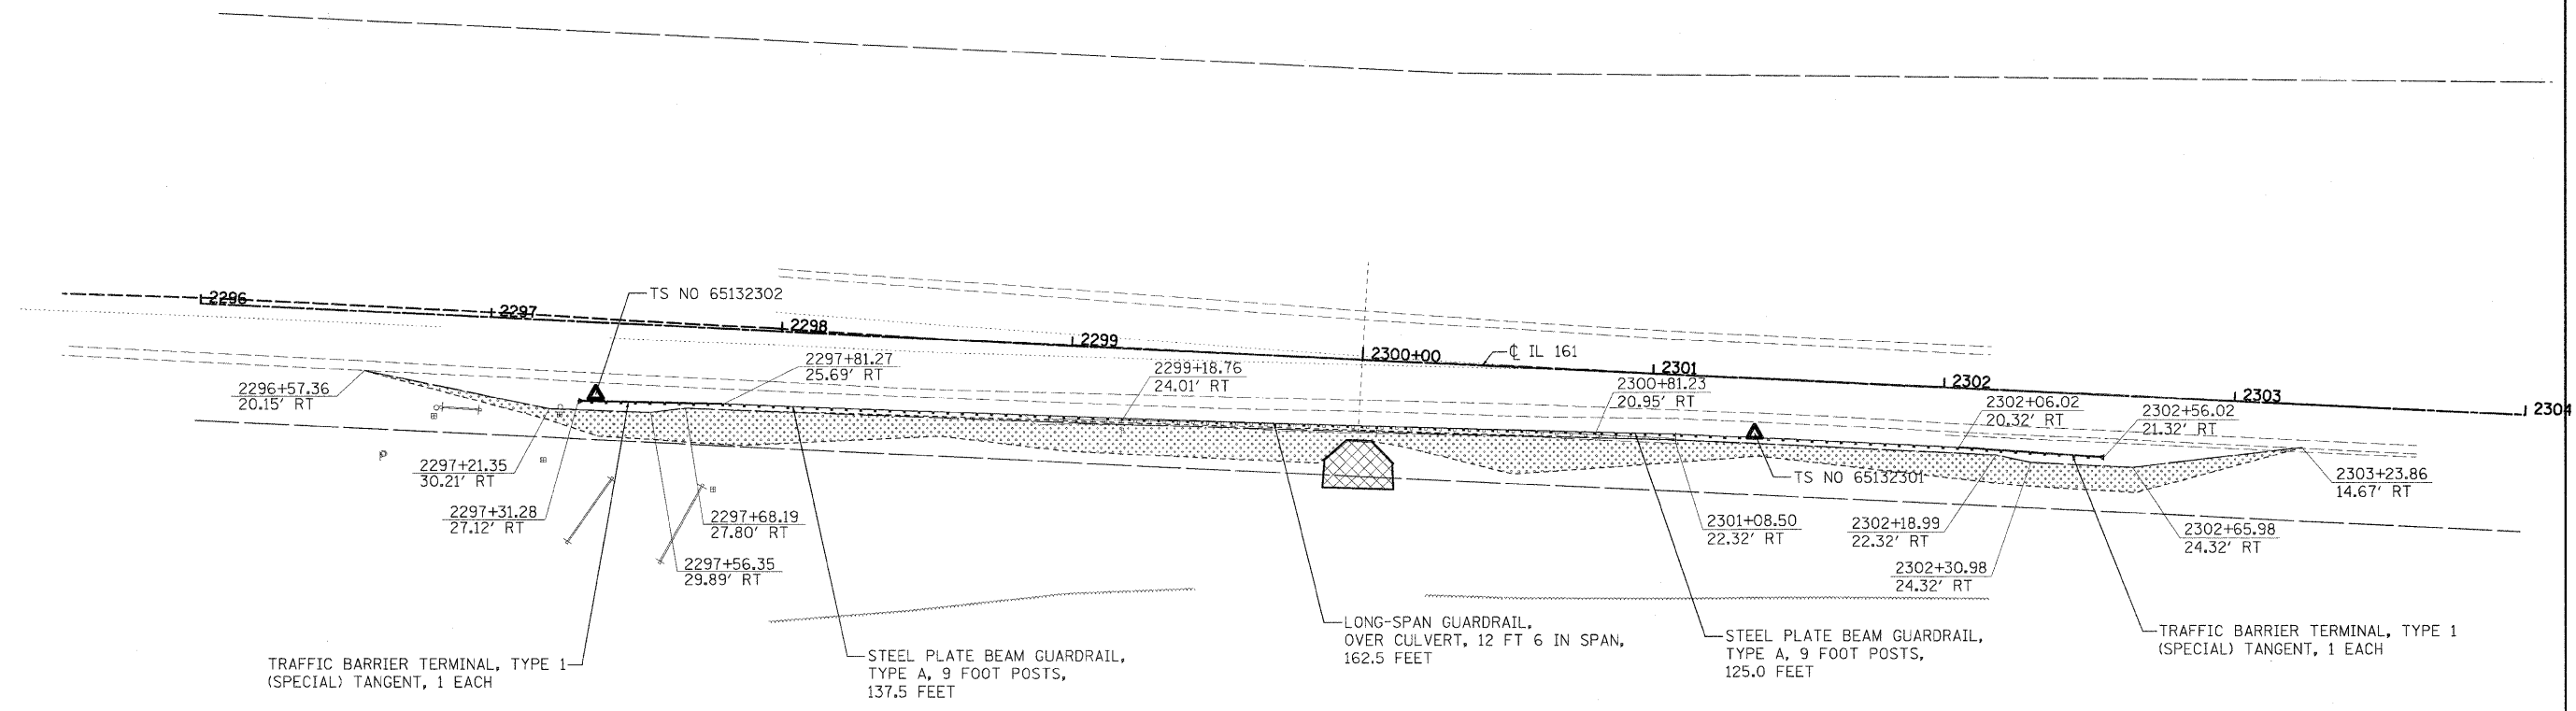 2296
2297
2298
2299
2300+00
2301
2302
2303
2304
TS NO 65132302
℄ IL 161
2296+57.36
20.15' RT
2297+81.27
25.69' RT
2299+18.76
24.01' RT
2300+81.23
20.95' RT
2302+06.02
20.32' RT
2302+56.02
21.32' RT
2297+21.35
30.21' RT
2297+31.28
27.12' RT
2297+68.19
27.80' RT
2297+56.35
29.89' RT
TS NO 65132301
2301+08.50
22.32' RT
2302+18.99
22.32' RT
2302+30.98
24.32' RT
2302+65.98
24.32' RT
2303+23.86
14.67' RT
TRAFFIC BARRIER TERMINAL, TYPE 1
(SPECIAL) TANGENT, 1 EACH
STEEL PLATE BEAM GUARDRAIL,
TYPE A, 9 FOOT POSTS,
137.5 FEET
LONG-SPAN GUARDRAIL,
OVER CULVERT, 12 FT 6 IN SPAN,
162.5 FEET
STEEL PLATE BEAM GUARDRAIL,
TYPE A, 9 FOOT POSTS,
125.0 FEET
TRAFFIC BARRIER TERMINAL, TYPE 1
(SPECIAL) TANGENT, 1 EACH